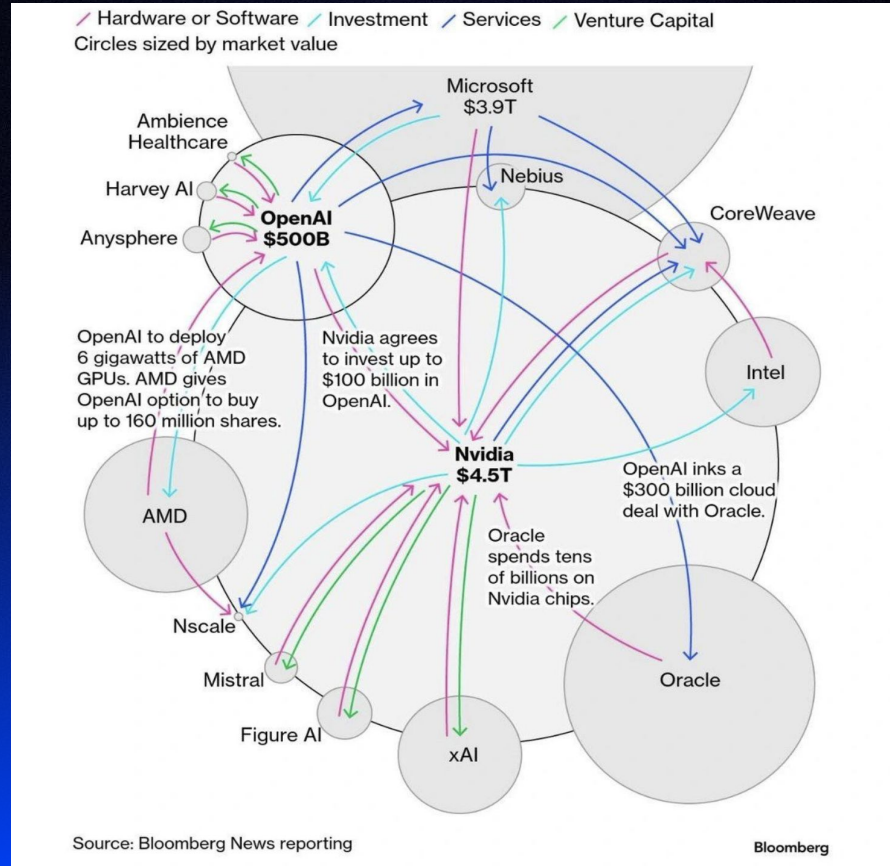 Hardware or Software Investment Services Venture Capital
Circles sized by market value
Microsoft
$3.9T
Ambience
Healthcare
Harvey AI
Anysphere
OpenAI
$500B
Nebius
CoreWeave
Intel
OpenAI to deploy
6 gigawatts of AMD
GPUs. AMD gives
OpenAI option to buy
up to 160 million shares.
Nvidia agrees
to invest up to
$100 billion in
OpenAI.
Nvidia
$4.5T
OpenAI inks a
$300 billion cloud
deal with Oracle.
AMD
Oracle
spends tens
of billions on
Nvidia chips.
Nscale
Mistral
Figure AI
xAI
Oracle
Source: Bloomberg News reporting
Bloomberg